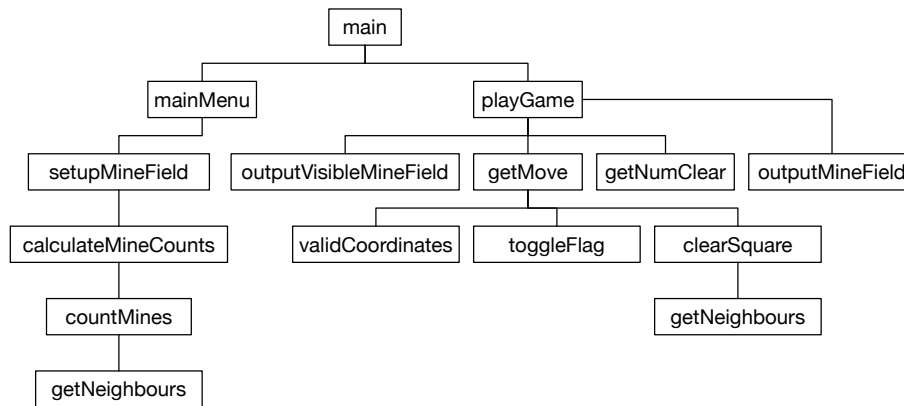 main
mainMenu
playGame
setupMineField
outputVisibleMineField
getMove
getNumClear
outputMineField
calculateMineCounts
validCoordinates
toggleFlag
clearSquare
countMines
getNeighbours
getNeighbours